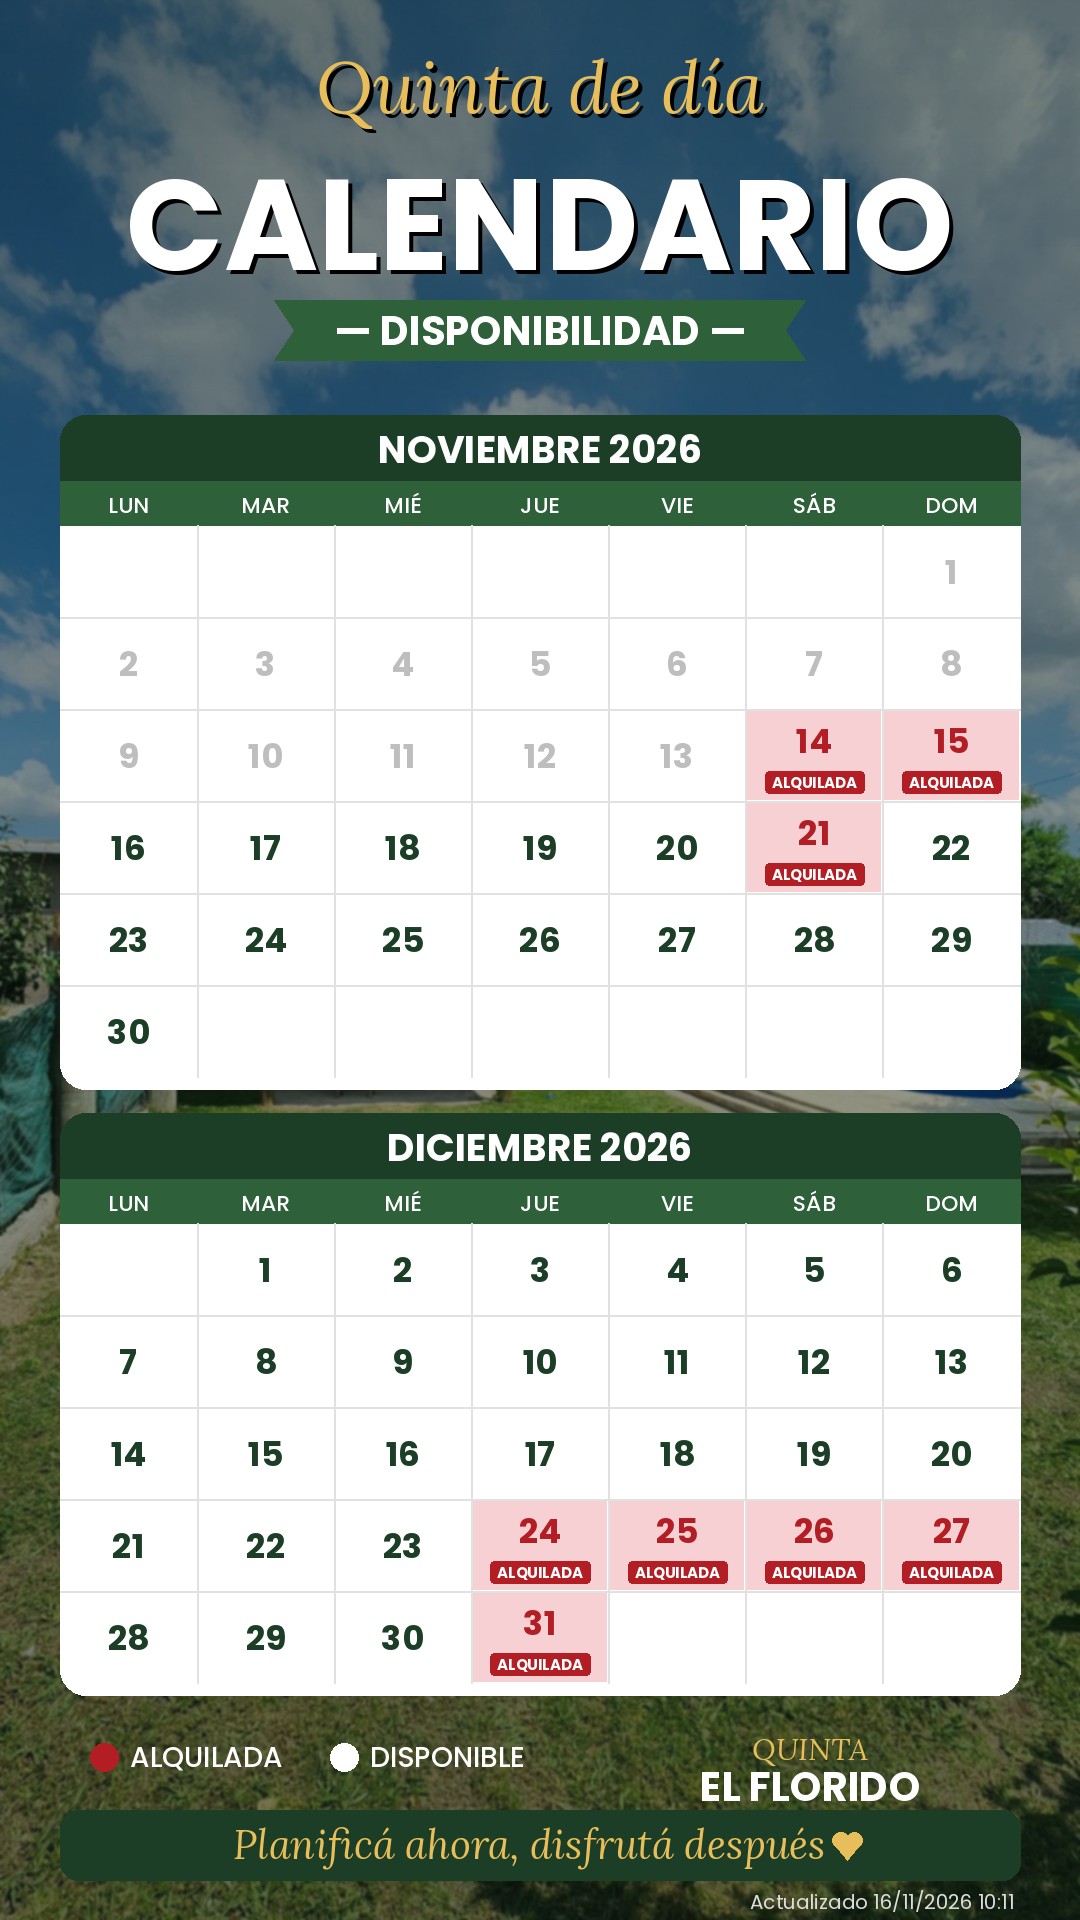 Quinta de día
CALENDARIO
— DISPONIBILIDAD —
NOVIEMBRE 2026
LUN MAR MIÉ JUE VIE SÁB DOM
1
2 3 4 5 6 7 8
9 10 11 12 13 14 15
ALQUILADA ALQUILADA
16 17 18 19 20 21 22
ALQUILADA
23 24 25 26 27 28 29
30
DICIEMBRE 2026
LUN MAR MIÉ JUE VIE SÁB DOM
1 2 3 4 5 6
7 8 9 10 11 12 13
14 15 16 17 18 19 20
21 22 23 24 25 26 27
ALQUILADA ALQUILADA ALQUILADA ALQUILADA
28 29 30 31
ALQUILADA
ALQUILADA DISPONIBLE
QUINTA
EL FLORIDO
Planificá ahora, disfrutá después
Actualizado 16/11/2026 10:11